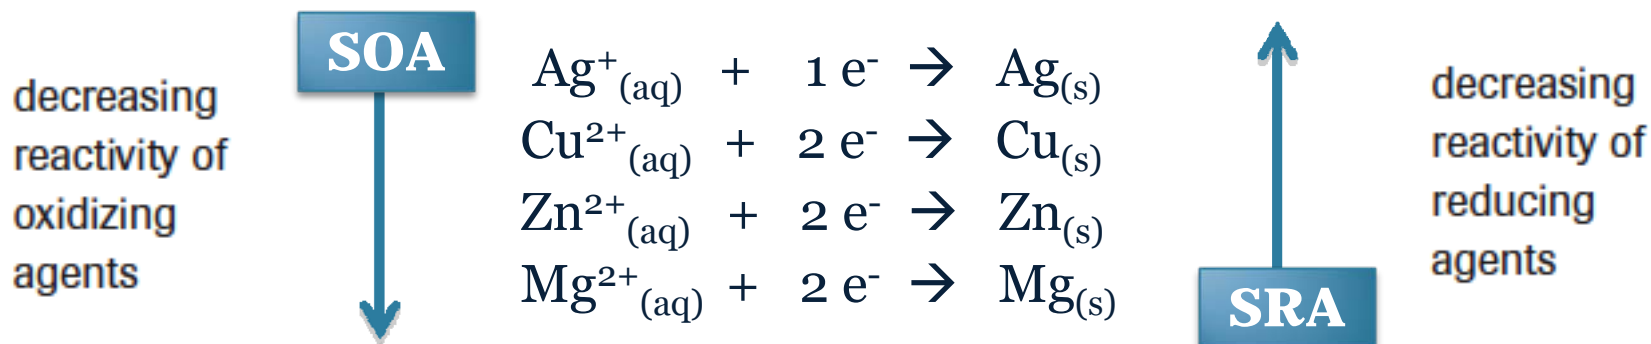 decreasing
reactivity of
oxidizing
agents
SOA
Ag⁺(aq) + 1 e⁻ → Ag(s)
Cu²⁺(aq) + 2 e⁻ → Cu(s)
Zn²⁺(aq) + 2 e⁻ → Zn(s)
Mg²⁺(aq) + 2 e⁻ → Mg(s)
SRA
decreasing
reactivity of
reducing
agents